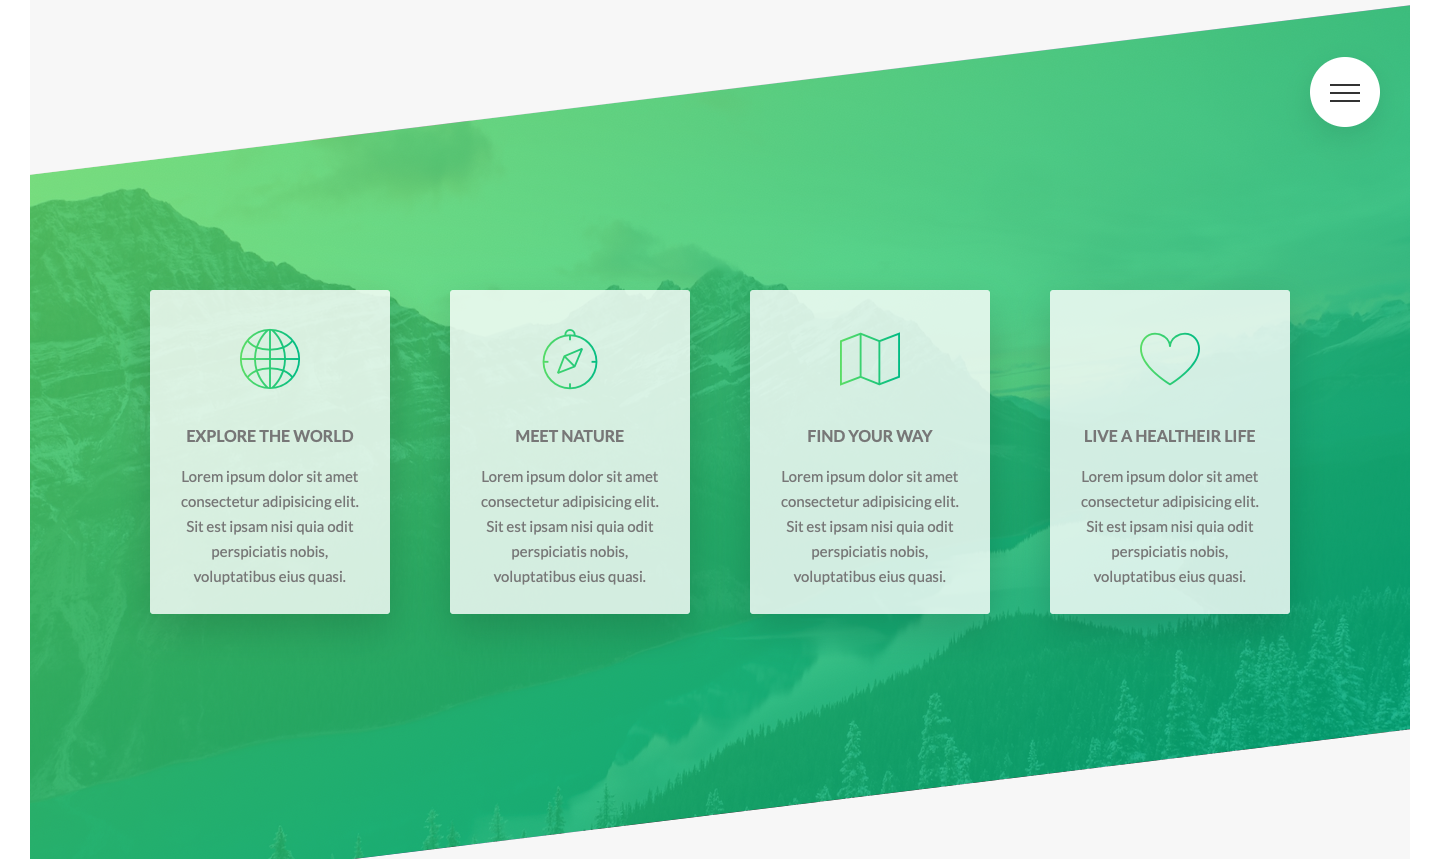 EXPLORE THE WORLD
Lorem ipsum dolor sit amet
consectetur adipisicing elit.
Sit est ipsam nisi quia odit
perspiciatis nobis,
voluptatibus eius quasi.
MEET NATURE
Lorem ipsum dolor sit amet
consectetur adipisicing elit.
Sit est ipsam nisi quia odit
perspiciatis nobis,
voluptatibus eius quasi.
FIND YOUR WAY
Lorem ipsum dolor sit amet
consectetur adipisicing elit.
Sit est ipsam nisi quia odit
perspiciatis nobis,
voluptatibus eius quasi.
LIVE A HEALTHEIR LIFE
Lorem ipsum dolor sit amet
consectetur adipisicing elit.
Sit est ipsam nisi quia odit
perspiciatis nobis,
voluptatibus eius quasi.